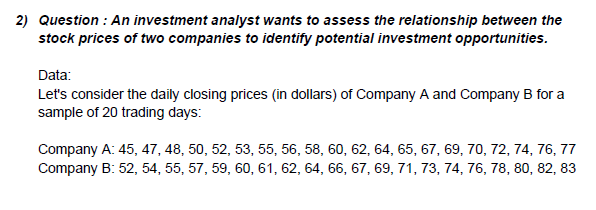 2) Question : An investment analyst wants to assess the relationship between the
stock prices of two companies to identify potential investment opportunities.
Data:
Let's consider the daily closing prices (in dollars) of Company A and Company B for a
sample of 20 trading days:
Company A: 45, 47, 48, 50, 52, 53, 55, 56, 58, 60, 62, 64, 65, 67, 69, 70, 72, 74, 76, 77
Company B: 52, 54, 55, 57, 59, 60, 61, 62, 64, 66, 67, 69, 71, 73, 74, 76, 78, 80, 82, 83